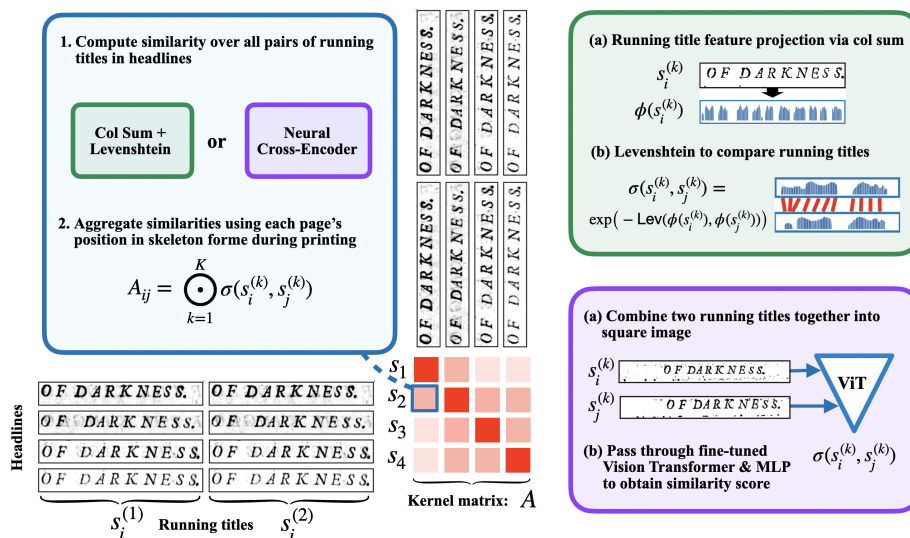 1. Compute similarity over all pairs of running
titles in headlines
Col Sum +
Levenshtein
or
Neural
Cross-Encoder
2. Aggregate similarities using each page's
position in skeleton forme during printing
A_{ij} = ⊙_{k=1}^{K} σ(s_i^{(k)}, s_j^{(k)})
OF DARKNESS.
OF DARKNESS.
OF DARKNESS.
OF DARKNESS.
OF DARKNESS.
OF DARKNESS.
OF DARKNESS.
OF DARKNESS.
s_1
s_2
s_3
s_4
Kernel matrix: A
Headlines
OF DARKNESS. OF DARKNESS.
OF DARKNESS. OF DARKNESS.
OF DARKNESS. OF DARKNESS.
OF DARKNESS. OF DARKNESS.
s_i^{(1)} Running titles s_i^{(2)}
(a) Running title feature projection via col sum
s_i^{(k)} OF DARKNESS.
φ(s_i^{(k)})
(b) Levenshtein to compare running titles
σ(s_i^{(k)}, s_j^{(k)}) =
exp(−Lev(φ(s_i^{(k)}), φ(s_j^{(k)})))
(a) Combine two running titles together into
square image
s_i^{(k)} OF DARKNESS.
s_j^{(k)} OF DARKNESS.
ViT
(b) Pass through fine-tuned
Vision Transformer & MLP
to obtain similarity score
σ(s_i^{(k)}, s_j^{(k)})